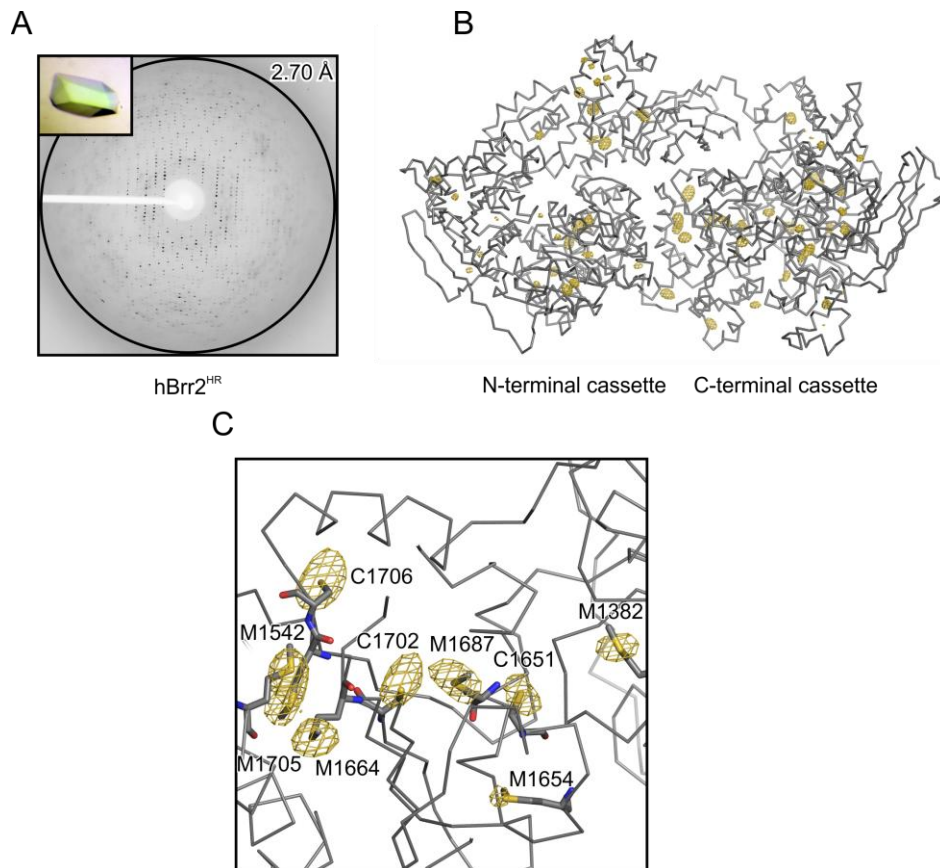 A
B
2.70 Å
hBrr2ᴴᴿ
N-terminal cassette C-terminal cassette
C
C1706
M1382
M1542
C1702
M1687
C1651
M1705
M1664
M1654